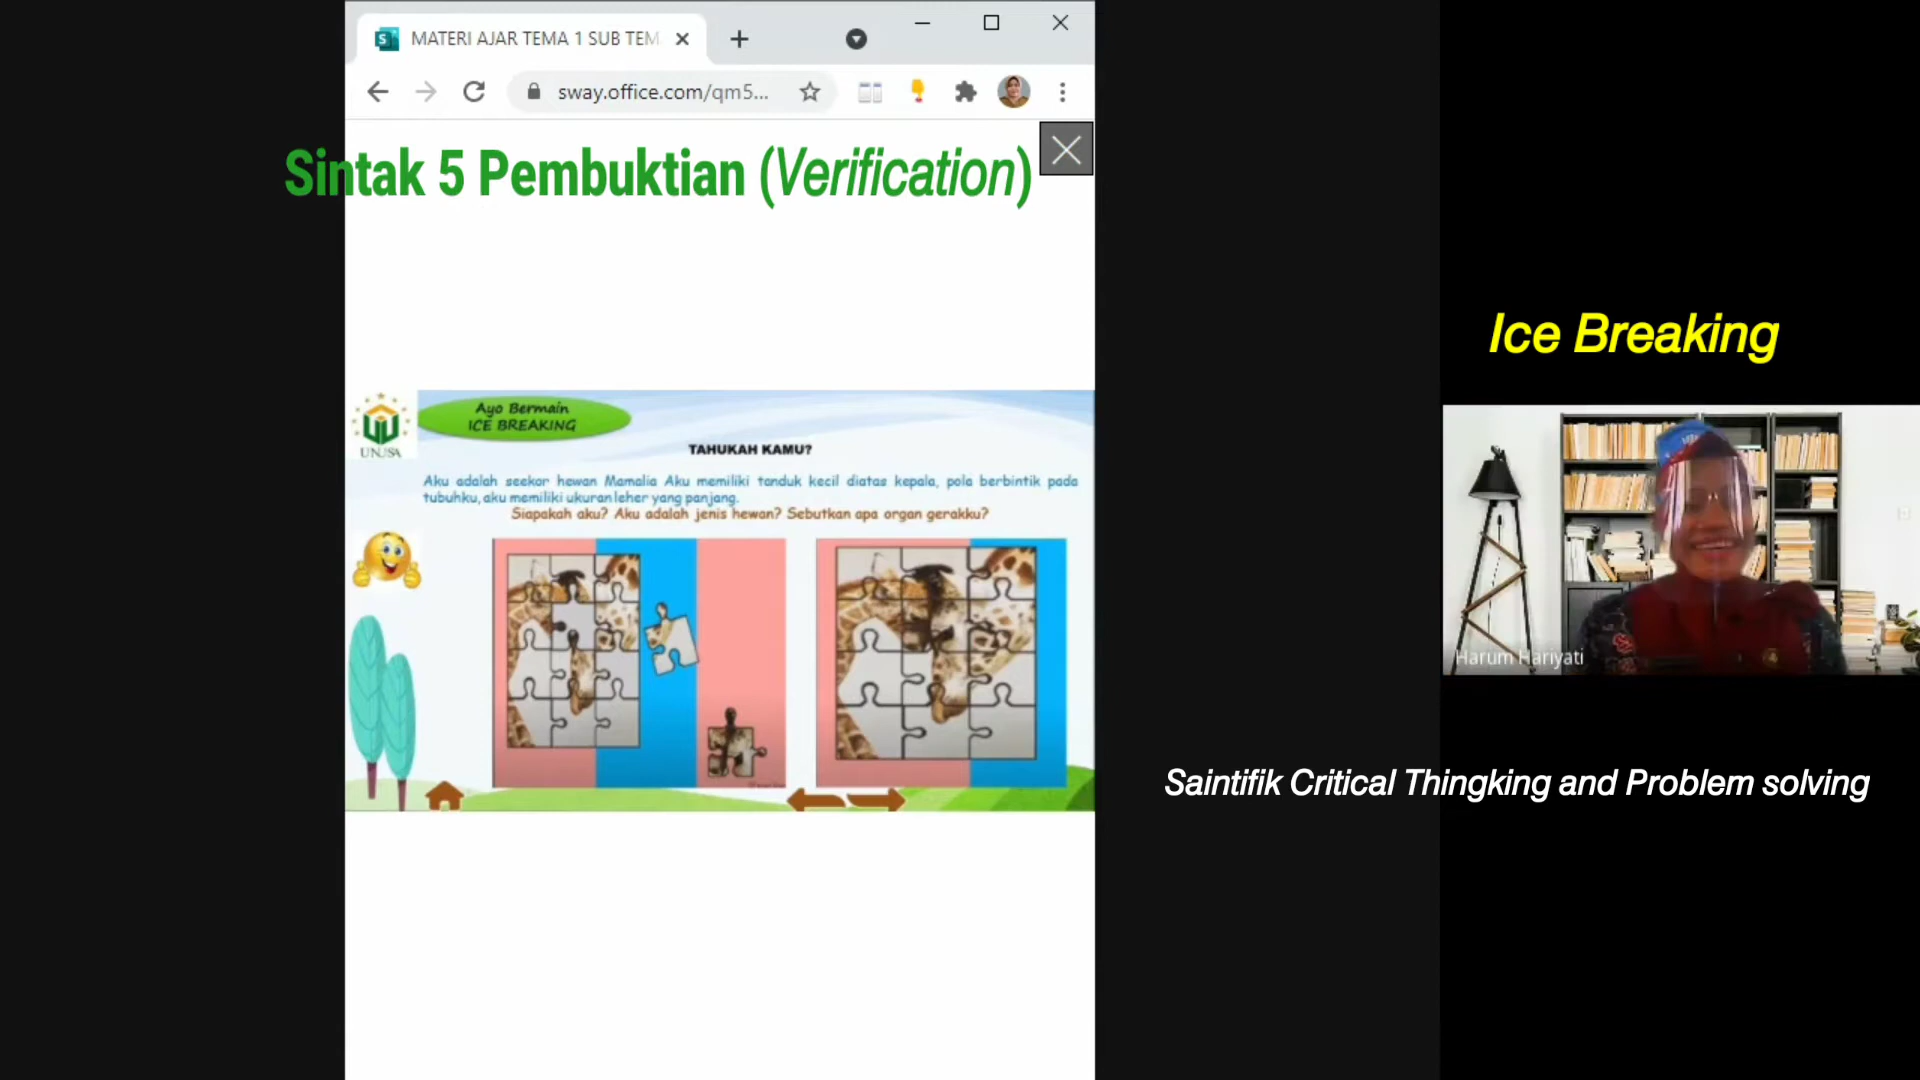 MATERI AJAR TEMA 1 SUB TEM
sway.office.com/qm5...
Sintak 5 Pembuktian (Verification)
Ice Breaking
UNUSA
Ayo Bermain
ICE BREAKING
TAHUKAH KAMU?
Aku adalah seekor hewan Mamalia Aku memiliki tanduk kecil diatas kepala, pola berbintik pada
tubuhku, aku memiliki ukuran leher yang panjang.
Siapakah aku? Aku adalah jenis hewan? Sebutkan apa organ gerakku?
Harum Hariyati
Saintifik Critical Thingking and Problem solving